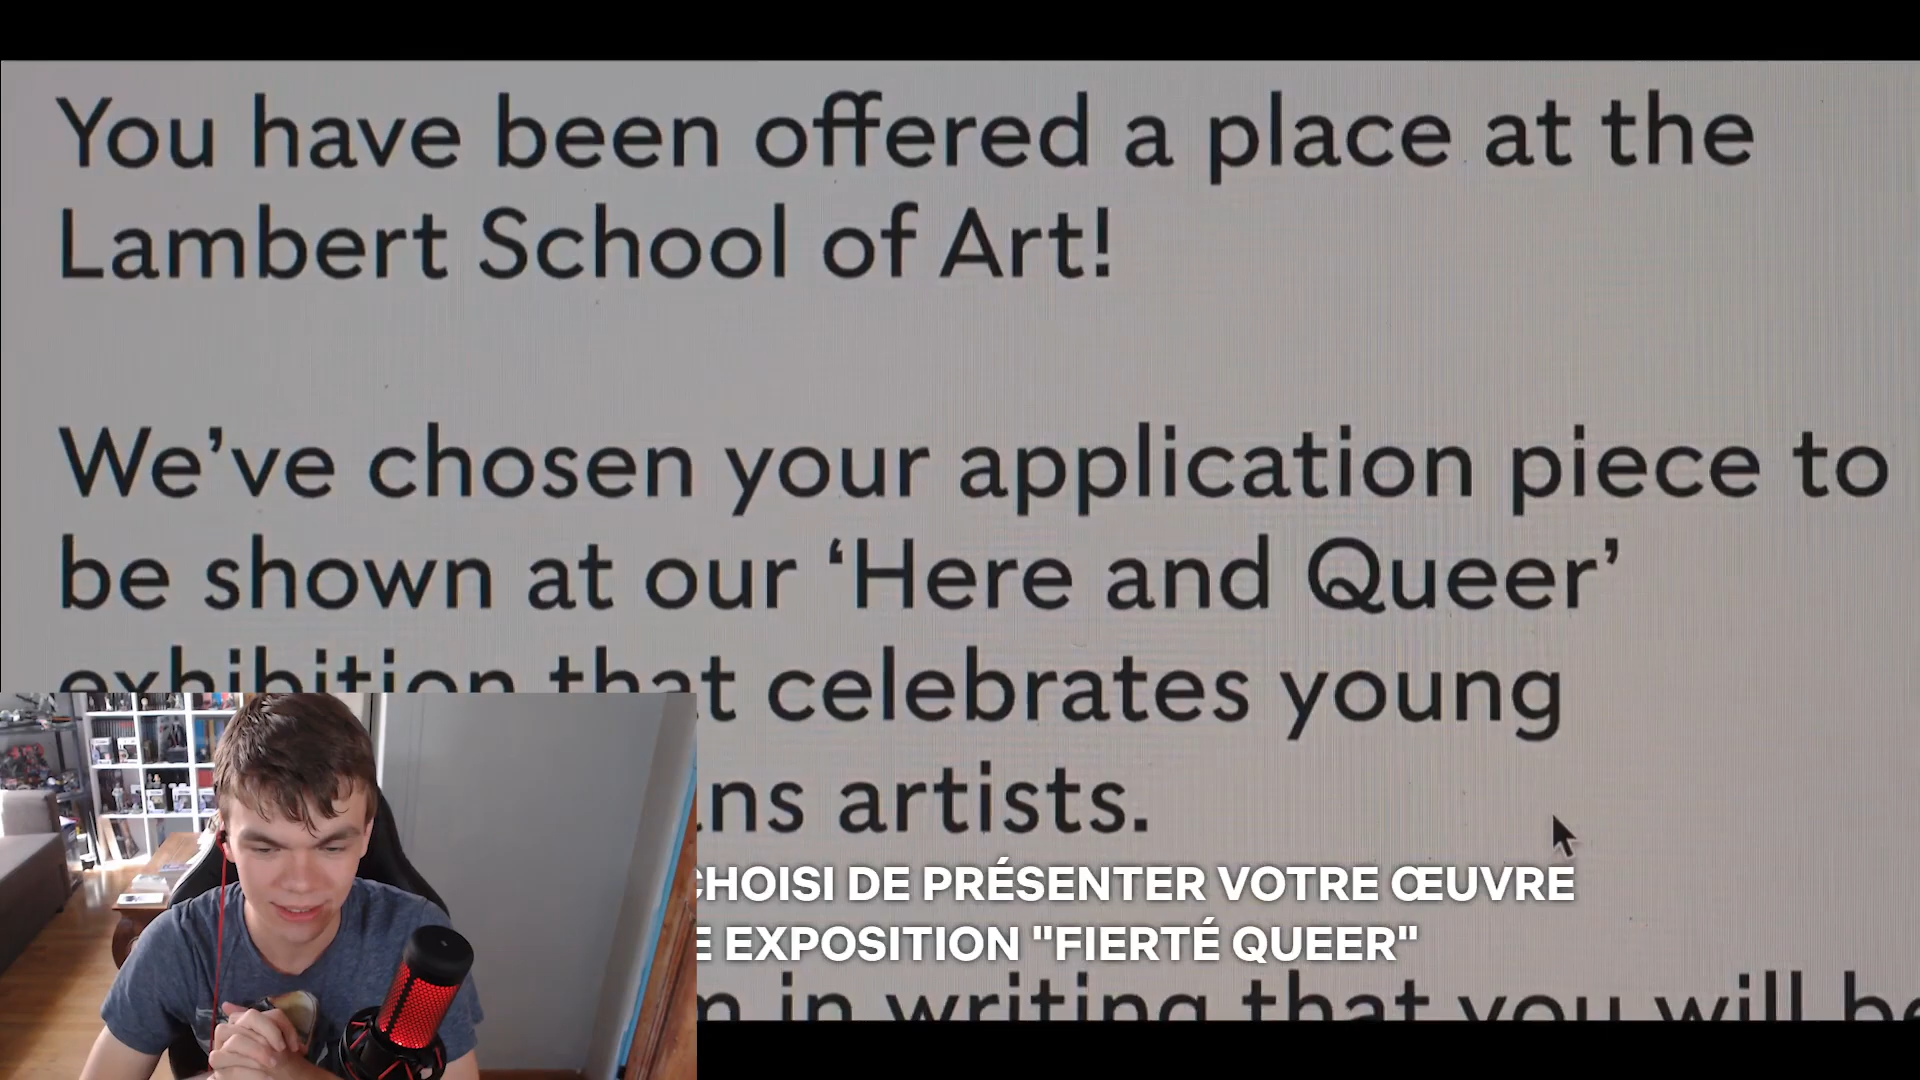 You have been offered a place at the
Lambert School of Art!
We've chosen your application piece to
be shown at our ‘Here and Queer’
exhibition that celebrates young
artists.
CHOISI DE PRÉSENTER VOTRE ŒUVRE
EXPOSITION "FIERTÉ QUEER"
in writing that you will be